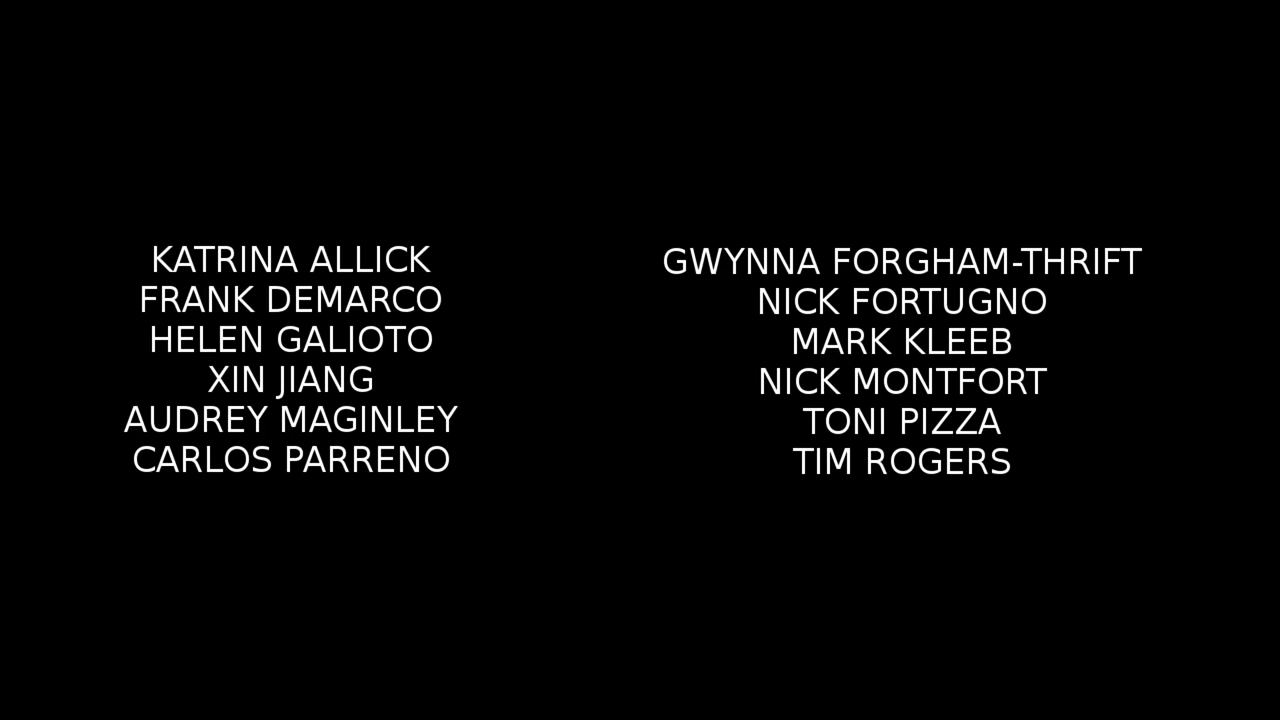 KATRINA ALLICK
FRANK DEMARCO
HELEN GALIOTO
XIN JIANG
AUDREY MAGINLEY
CARLOS PARRENO
GWYNNA FORGHAM-THRIFT
NICK FORTUGNO
MARK KLEEB
NICK MONTFORT
TONI PIZZA
TIM ROGERS